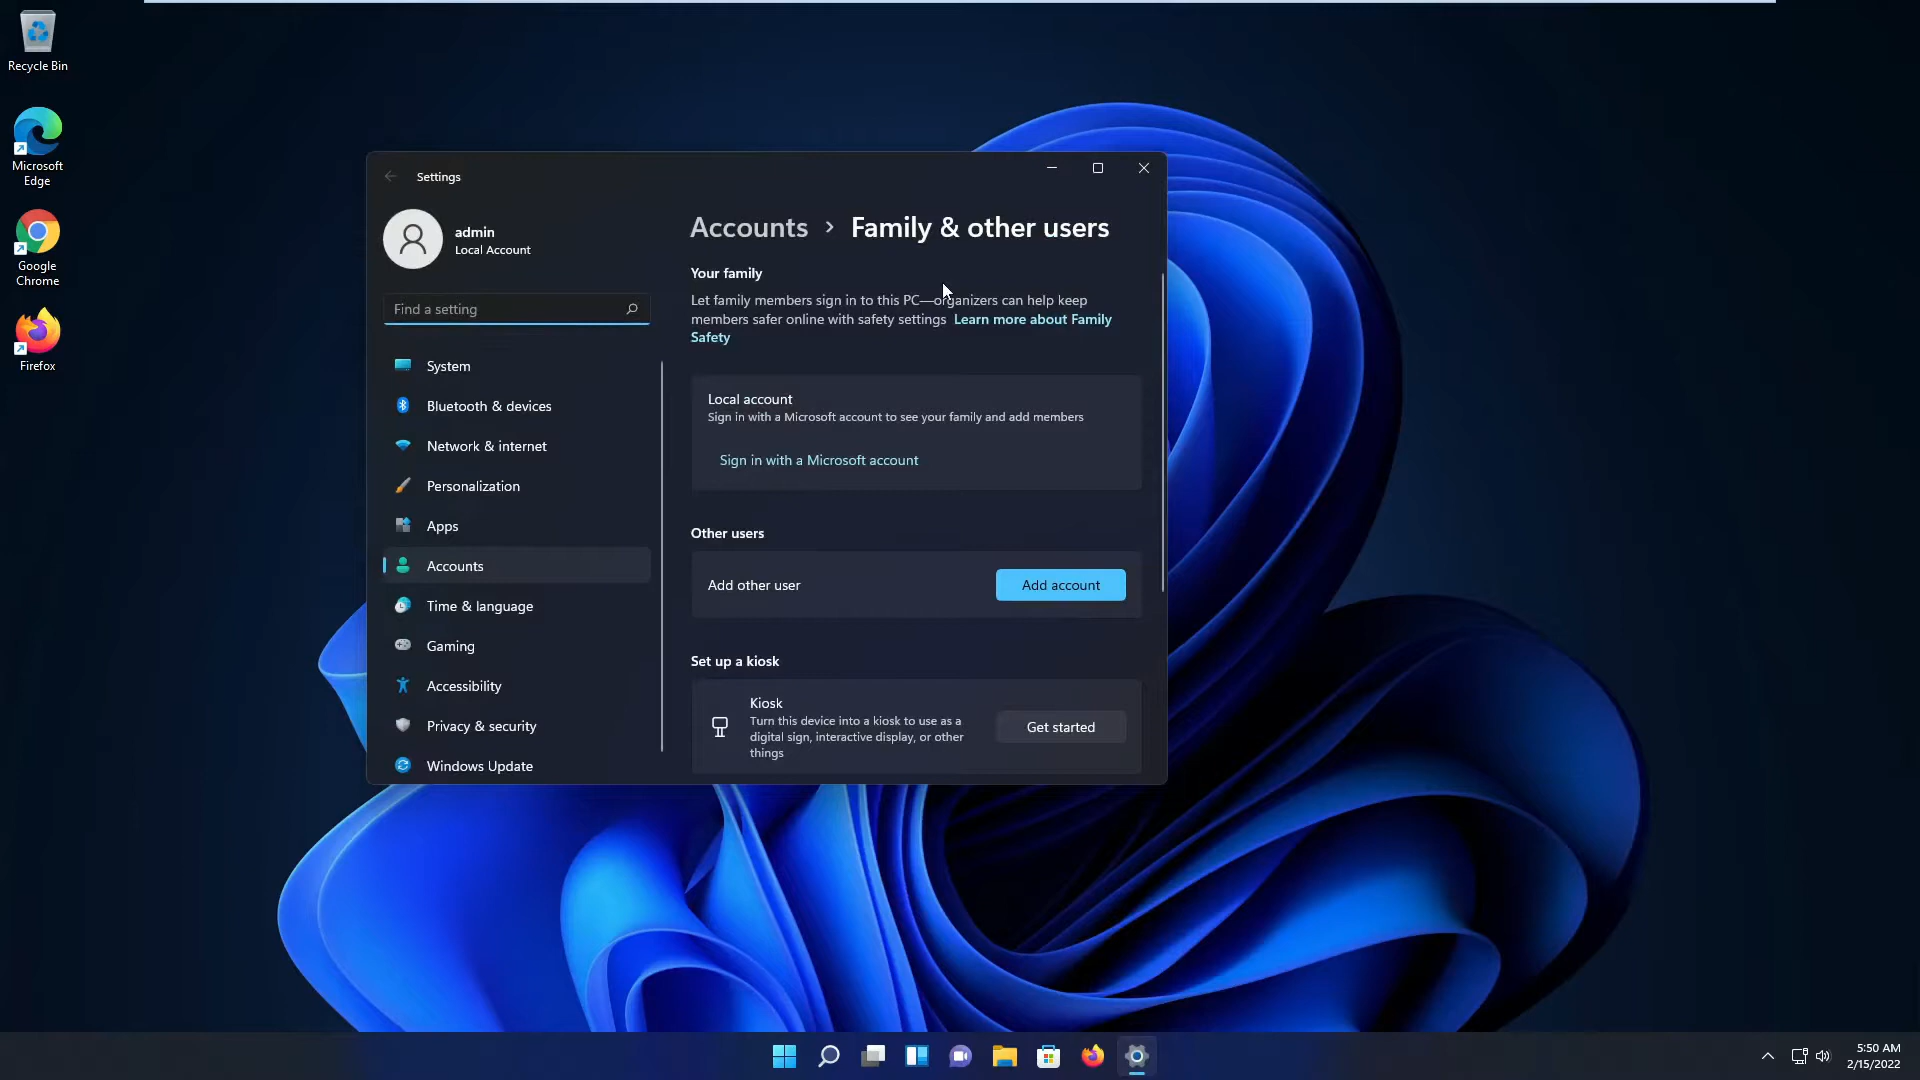 Recycle Bin
Microsoft
Edge
Google
Chrome
Firefox
Settings
admin
Local Account
Find a setting
System
Bluetooth & devices
Network & internet
Personalization
Apps
Accounts
Time & language
Gaming
Accessibility
Privacy & security
Windows Update
Accounts > Family & other users
Your family
Let family members sign in to this PC—organizers can help keep
members safer online with safety settings Learn more about Family
Safety
Local account
Sign in with a Microsoft account to see your family and add members
Sign in with a Microsoft account
Other users
Add other user
Add account
Set up a kiosk
Kiosk
Turn this device into a kiosk to use as a
digital sign, interactive display, or other
things
Get started
5:50 AM
2/15/2022